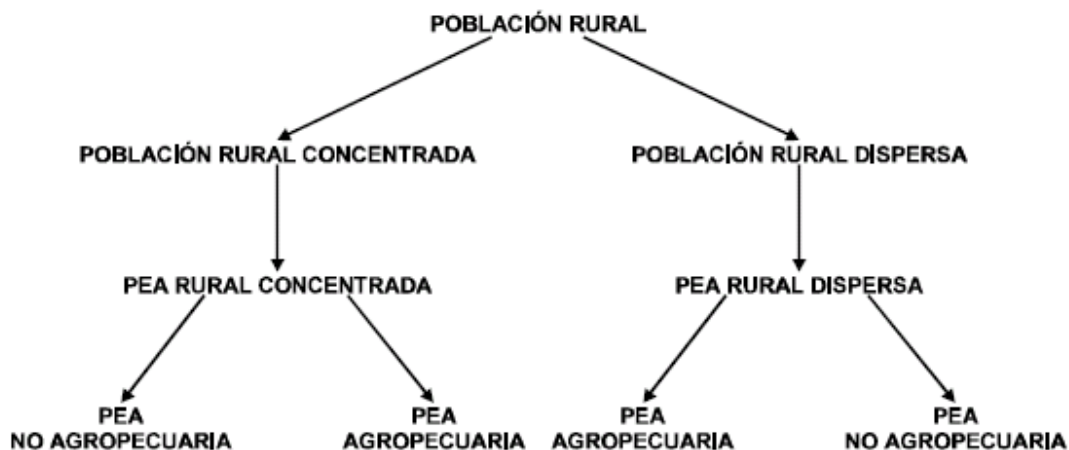 POBLACIÓN RURAL
POBLACIÓN RURAL CONCENTRADA
POBLACIÓN RURAL DISPERSA
PEA RURAL CONCENTRADA
PEA RURAL DISPERSA
PEA
NO AGROPECUARIA
PEA
AGROPECUARIA
PEA
AGROPECUARIA
PEA
NO AGROPECUARIA